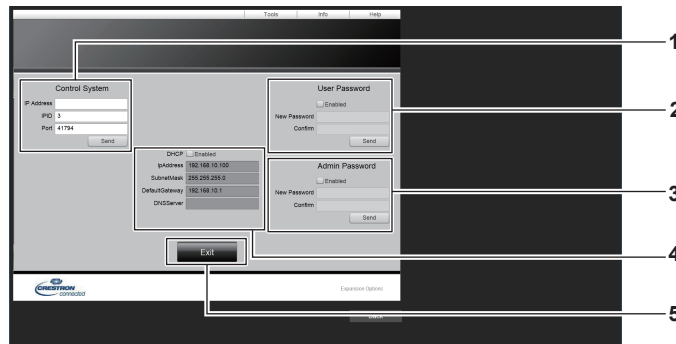 Tools Info Help
Control System
IP Address
IPID 3
Port 41794
Send
User Password
Enabled
New Password
Confirm
Send
DHCP Enabled
IpAddress 192.168.10.100
SubnetMask 255.255.255.0
DefaultGateway 192.168.10.1
DNSServer
Admin Password
Enabled
New Password
Confirm
Send
Exit
CRESTRON
connected
Expansion Options
1
2
3
4
5